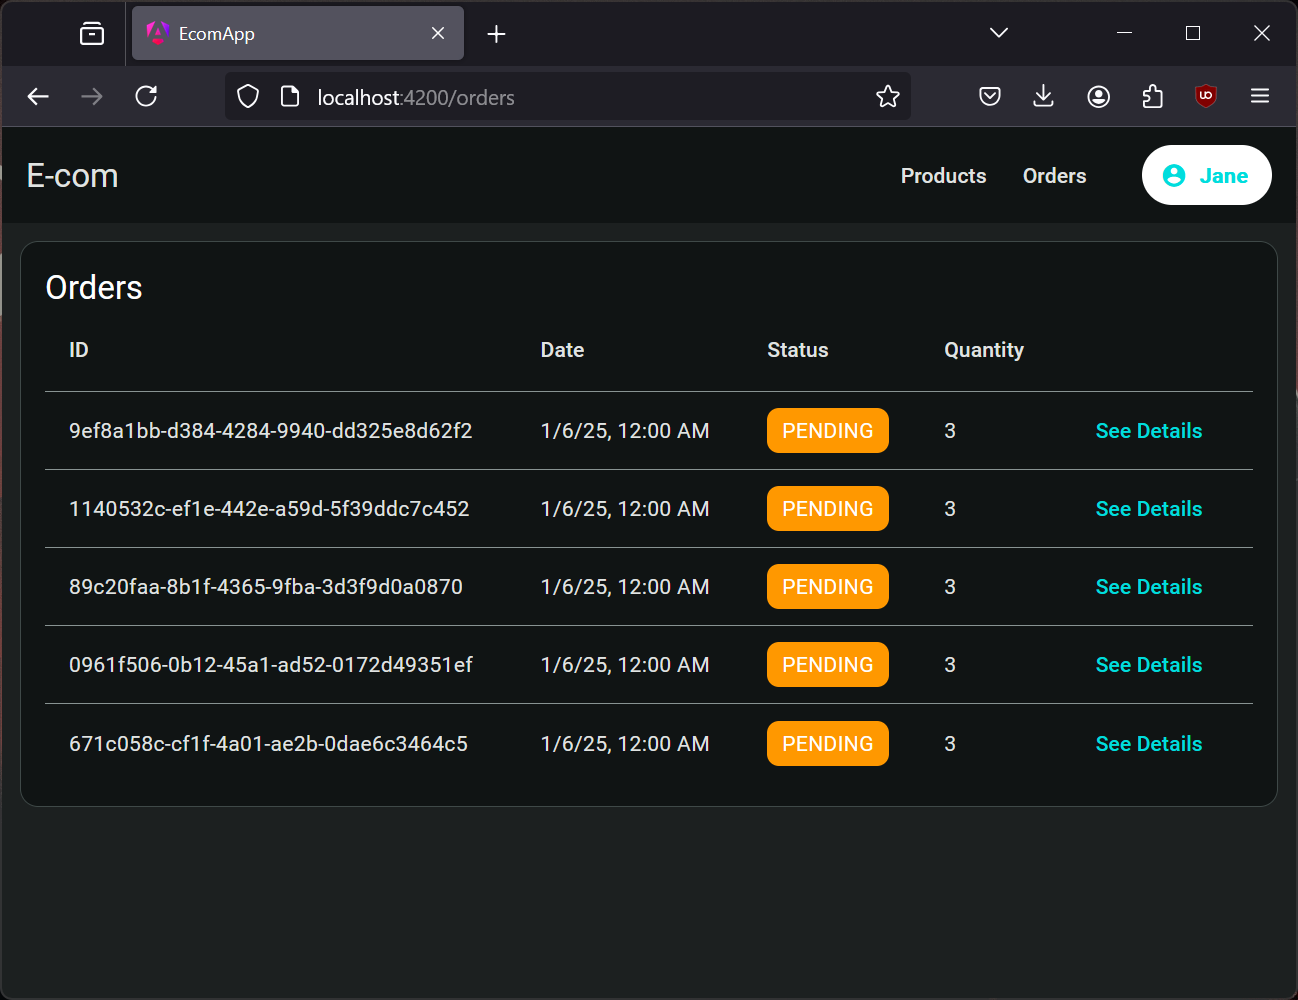 EcomApp
localhost:4200/orders
E-com
Products Orders Jane
Orders
ID Date Status Quantity
9ef8a1bb-d384-4284-9940-dd325e8d62f2 1/6/25, 12:00 AM PENDING 3 See Details
1140532c-ef1e-442e-a59d-5f39ddc7c452 1/6/25, 12:00 AM PENDING 3 See Details
89c20faa-8b1f-4365-9fba-3d3f9d0a0870 1/6/25, 12:00 AM PENDING 3 See Details
0961f506-0b12-45a1-ad52-0172d49351ef 1/6/25, 12:00 AM PENDING 3 See Details
671c058c-cf1f-4a01-ae2b-0dae6c3464c5 1/6/25, 12:00 AM PENDING 3 See Details